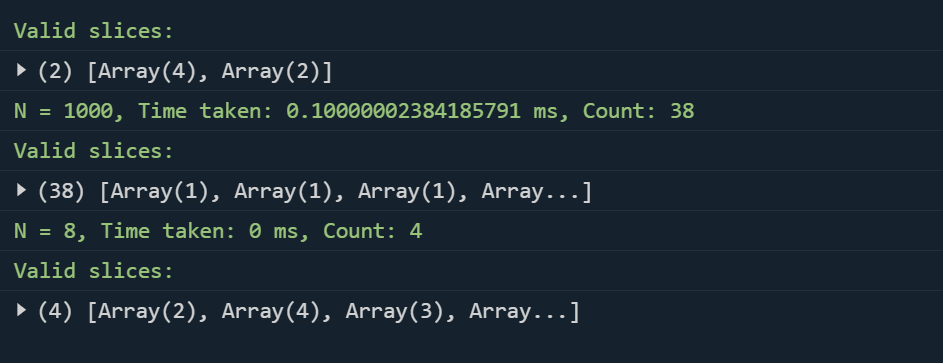 Valid slices:
(2) [Array(4), Array(2)]
N = 1000, Time taken: 0.10000002384185791 ms, Count: 38
Valid slices:
(38) [Array(1), Array(1), Array(1), Array...]
N = 8, Time taken: 0 ms, Count: 4
Valid slices:
(4) [Array(2), Array(4), Array(3), Array...]